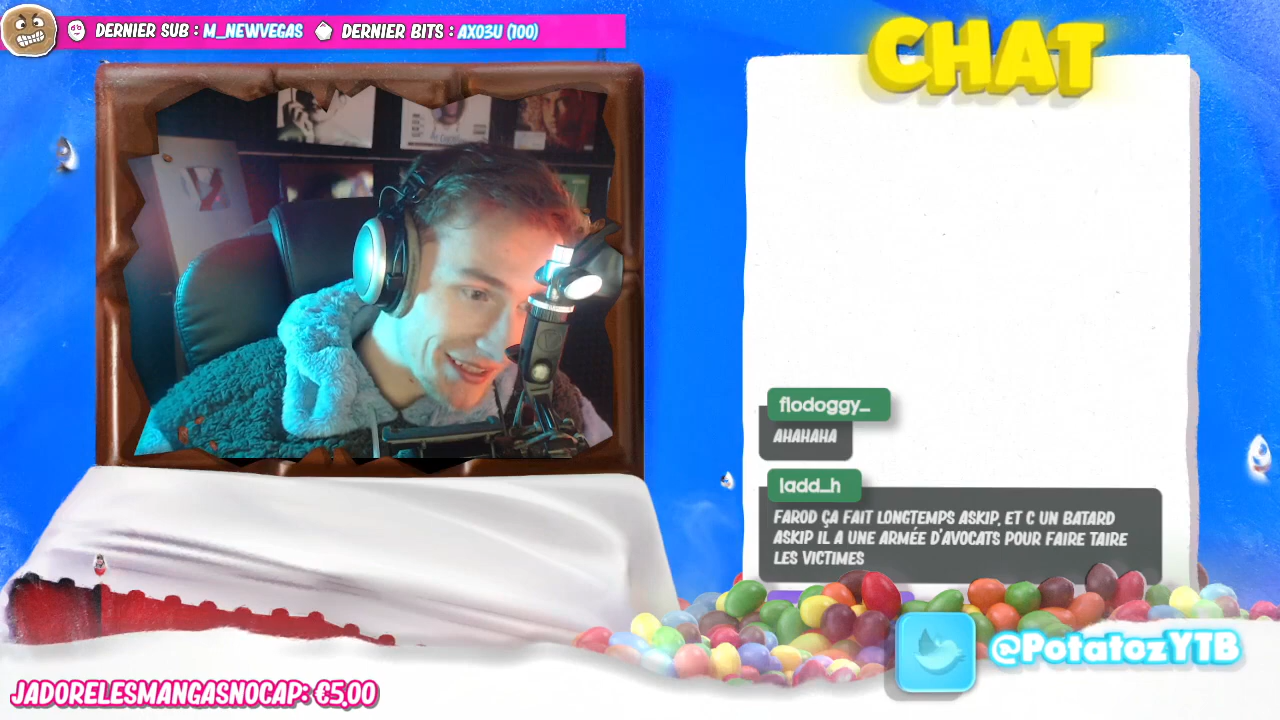 DERNIER SUB : M_NEWVEGAS DERNIER BITS : AXO3U (100)
CHAT
flodoggy_
AHAHAHA
ladd_h
FAROD ÇA FAIT LONGTEMPS ASKIP, ET C UN BATARD
ASKIP IL A UNE ARMÉE D'AVOCATS POUR FAIRE TAIRE
LES VICTIMES
@PotatozYTB
JADORELESMANGASNOCAP: €5,00